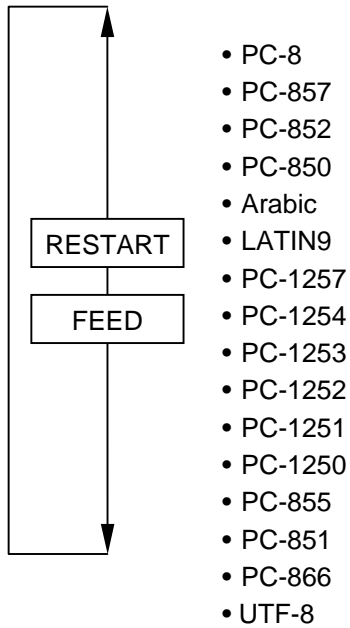 • PC-8
• PC-857
• PC-852
• PC-850
• Arabic
RESTART
• LATIN9
• PC-1257
FEED
• PC-1254
• PC-1253
• PC-1252
• PC-1251
• PC-1250
• PC-855
• PC-851
• PC-866
• UTF-8